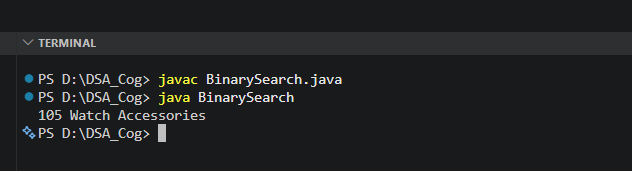 TERMINAL
PS D:\DSA_Cog> javac BinarySearch.java
PS D:\DSA_Cog> java BinarySearch
105 Watch Accessories
PS D:\DSA_Cog>